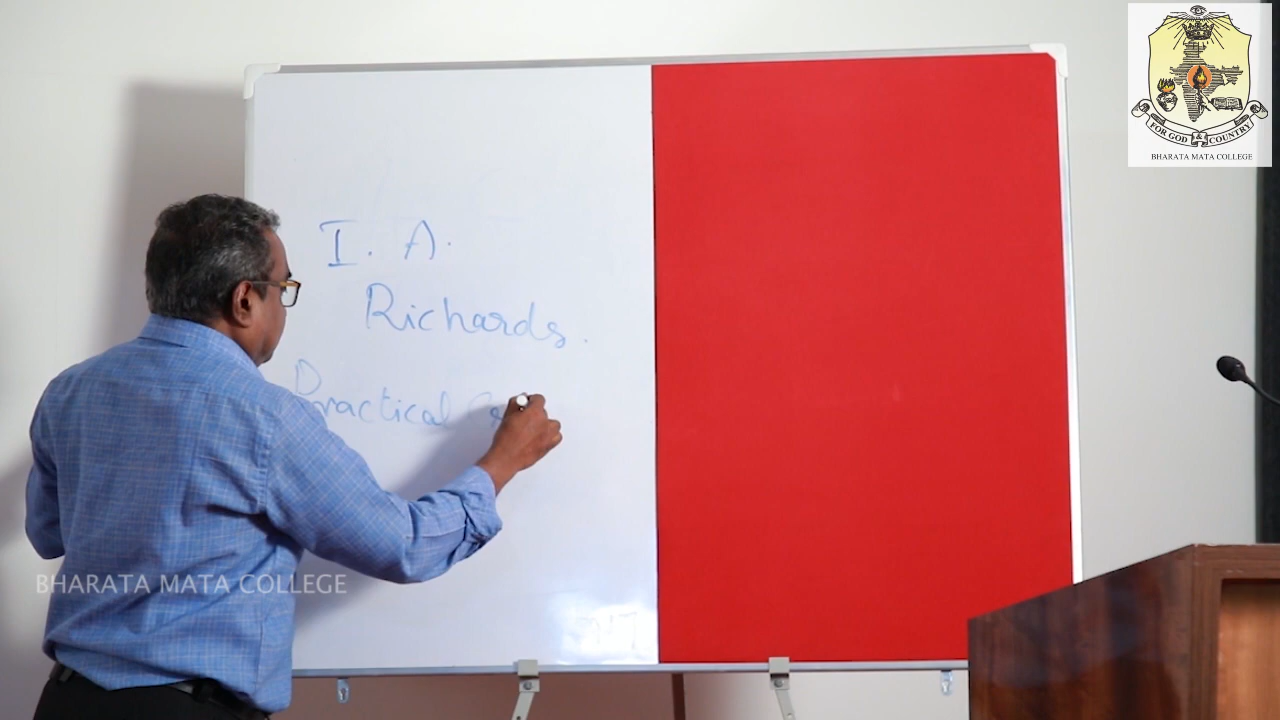 I. A.
Richards.
Practical
FOR GOD COUNTRY
BHARATA MATA COLLEGE
BHARATA MATA COLLEGE